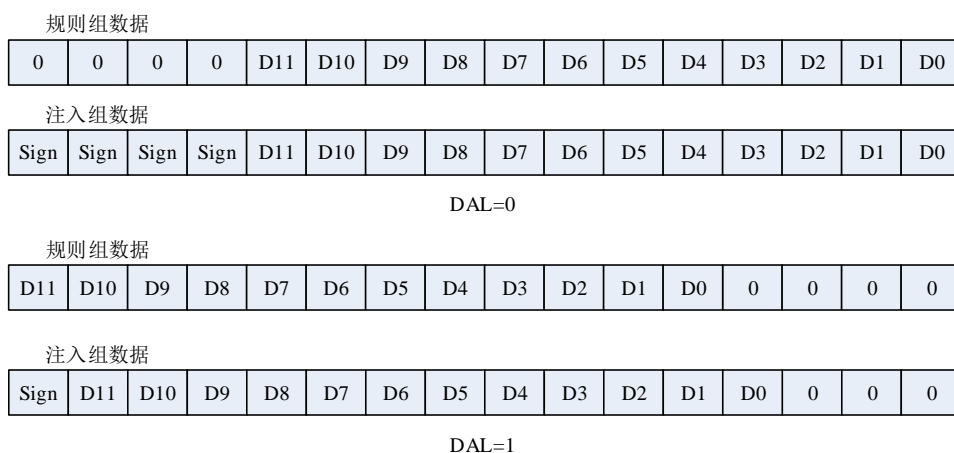 规则组数据
0 0 0 0 D11 D10 D9 D8 D7 D6 D5 D4 D3 D2 D1 D0
注入组数据
Sign Sign Sign Sign D11 D10 D9 D8 D7 D6 D5 D4 D3 D2 D1 D0
DAL=0
规则组数据
D11 D10 D9 D8 D7 D6 D5 D4 D3 D2 D1 D0 0 0 0 0
注入组数据
Sign D11 D10 D9 D8 D7 D6 D5 D4 D3 D2 D1 D0 0 0 0
DAL=1